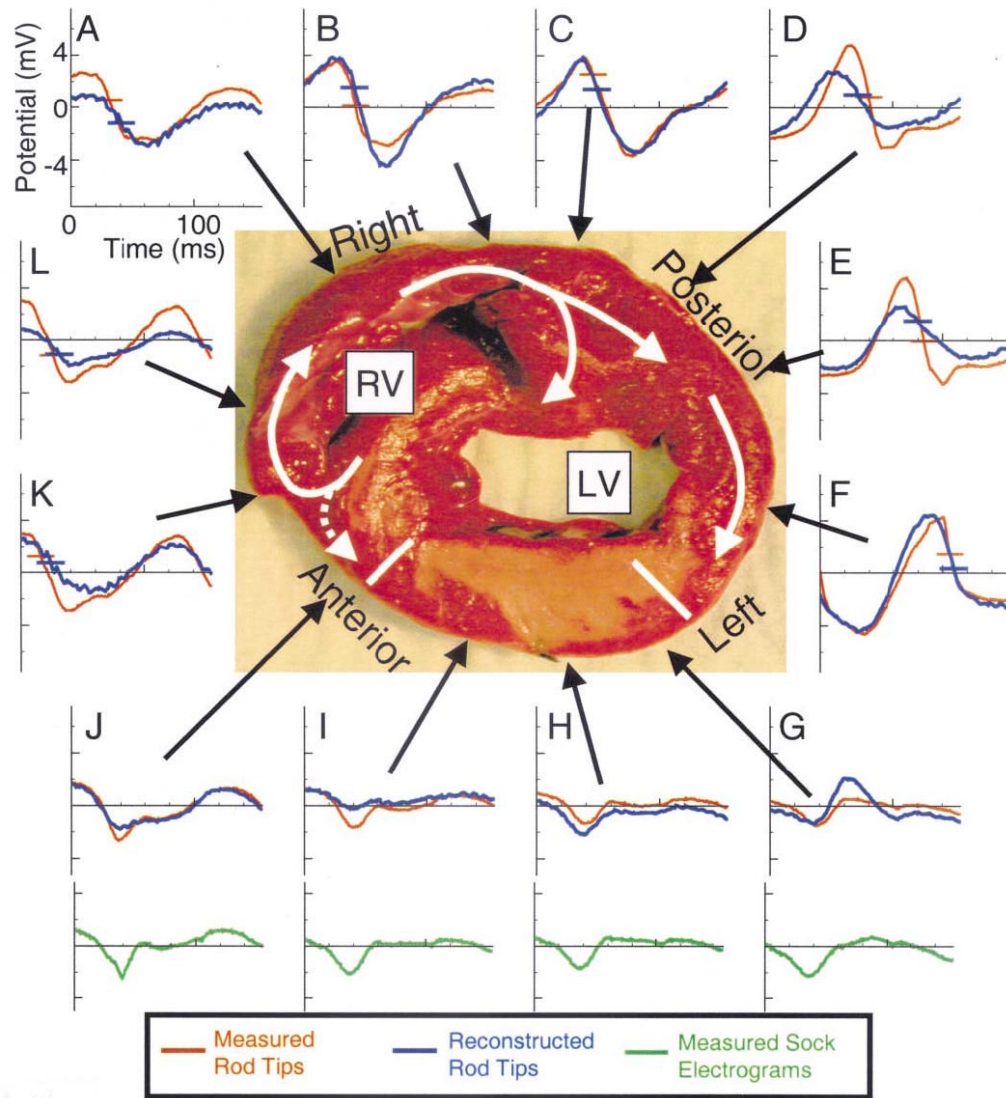 A
B
C
D
Potential (mV)
4
0
-4
0
100
Time (ms)
L
E
K
F
J
I
H
G
Right
Posterior
RV
LV
Anterior
Left
Measured
Rod Tips
Reconstructed
Rod Tips
Measured Sock
Electrograms